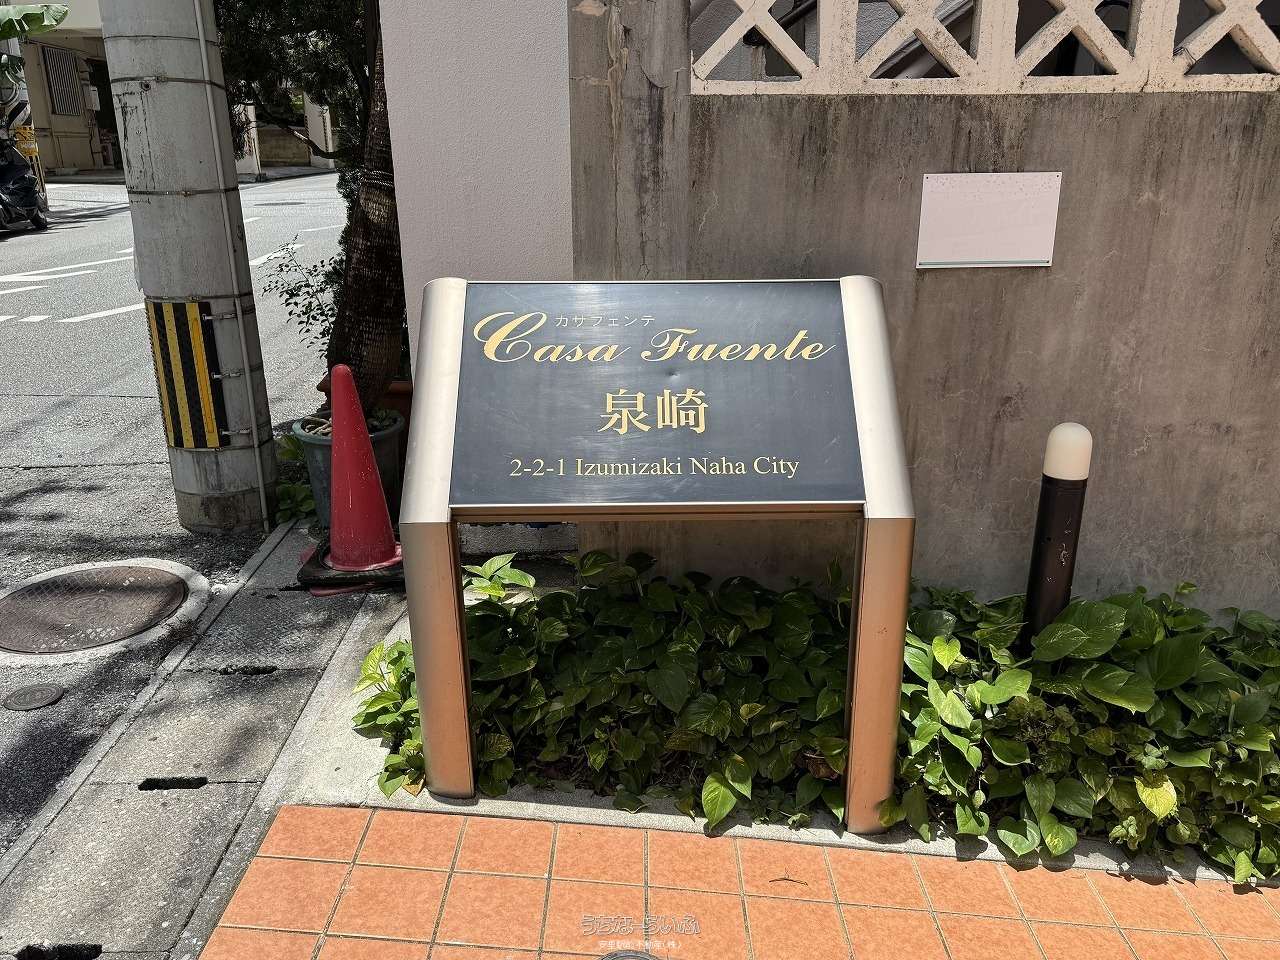 カサフェンテ
Casa Fuente
泉崎
2-2-1 Izumizaki Naha City
うちなーらいふ